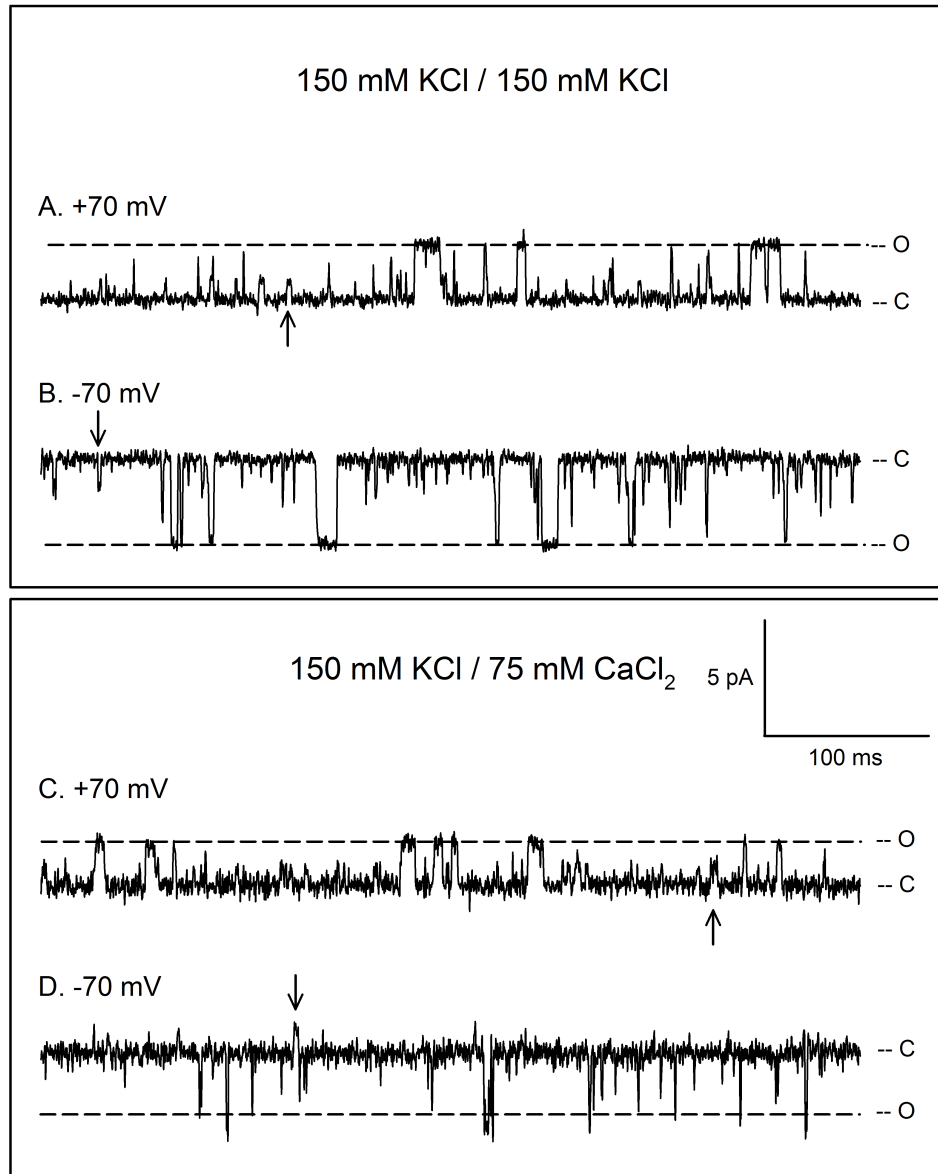 150 mM KCl / 150 mM KCl
A. +70 mV
-- O
-- C
B. -70 mV
-- C
-- O
150 mM KCl / 75 mM CaCl₂
5 pA
100 ms
C. +70 mV
-- O
-- C
D. -70 mV
-- C
-- O